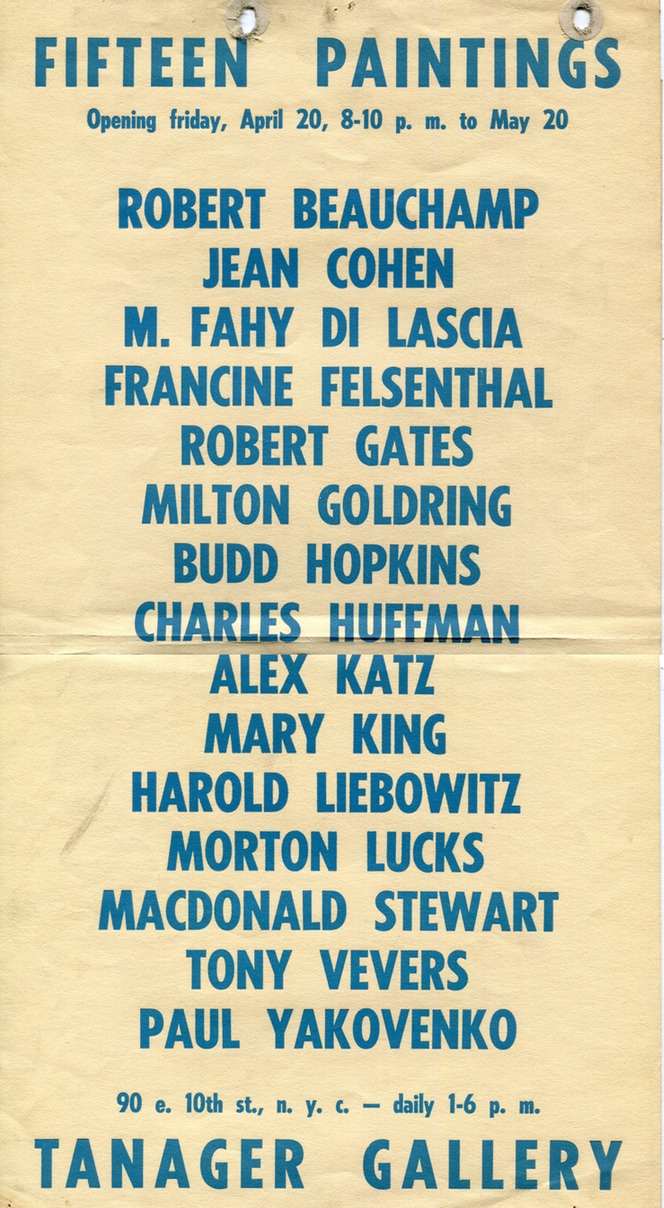 FIFTEEN PAINTINGS
Opening friday, April 20, 8-10 p. m. to May 20
ROBERT BEAUCHAMP
JEAN COHEN
M. FAHY DI LASCIA
FRANCINE FELSENTHAL
ROBERT GATES
MILTON GOLDRING
BUDD HOPKINS
CHARLES HUFFMAN
ALEX KATZ
MARY KING
HAROLD LIEBOWITZ
MORTON LUCKS
MACDONALD STEWART
TONY VEVERS
PAUL YAKOVENKO
90 e. 10th st., n. y. c. — daily 1-6 p. m.
TANAGER GALLERY